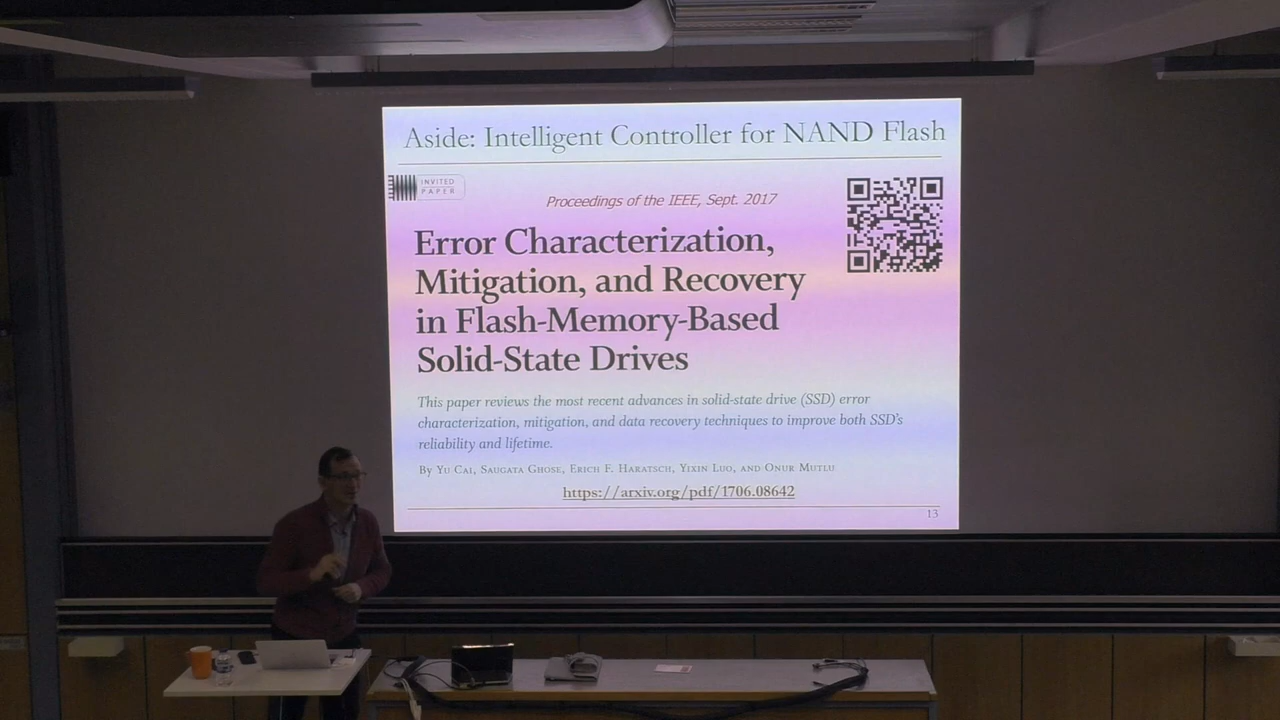 Aside: Intelligent Controller for NAND Flash
INVITED
PAPER
Proceedings of the IEEE, Sept. 2017
Error Characterization,
Mitigation, and Recovery
in Flash-Memory-Based
Solid-State Drives
This paper reviews the most recent advances in solid-state drive (SSD) error
characterization, mitigation, and data recovery techniques to improve both SSD's
reliability and lifetime.
By Yu Cai, Saugata Ghose, Erich F. Haratsch, Yixin Luo, and Onur Mutlu
https://arxiv.org/pdf/1706.08642
13